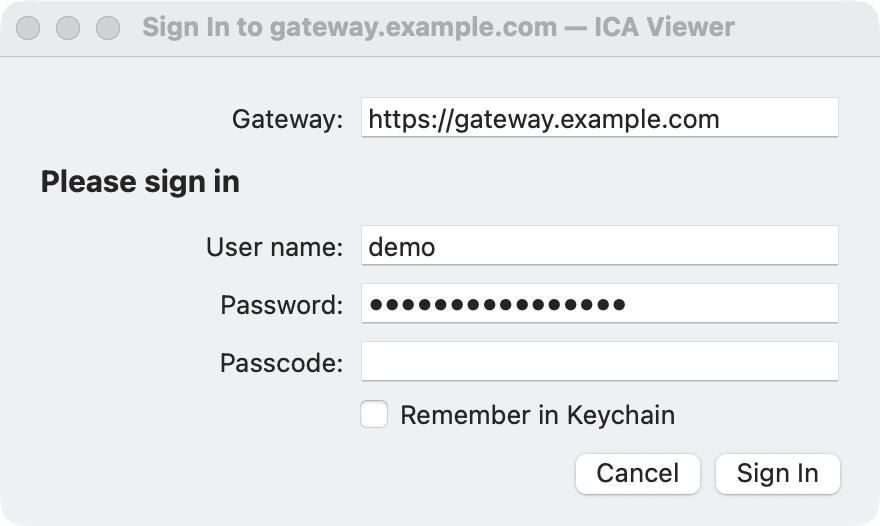 Sign In to gateway.example.com — ICA Viewer
Gateway: https://gateway.example.com
Please sign in
User name: demo
Password: ••••••••••••••••
Passcode:
Remember in Keychain
Cancel Sign In